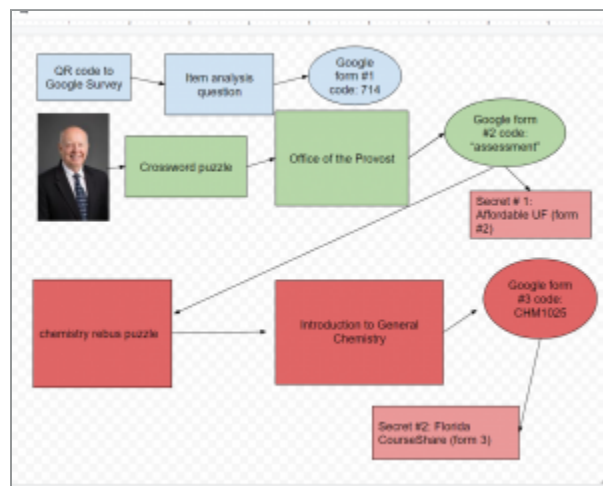 QR code to
Google Survey
Item analysis
question
Google
form #1
code: 714
Crossword puzzle
Office of the Provost
Google form
#2 code:
"assessment"
Secret # 1:
Affordable UF (form
#2)
chemistry rebus puzzle
Introduction to General
Chemistry
Google form
#3 code:
CHM1025
Secret #2: Florida
CourseShare (form 3)